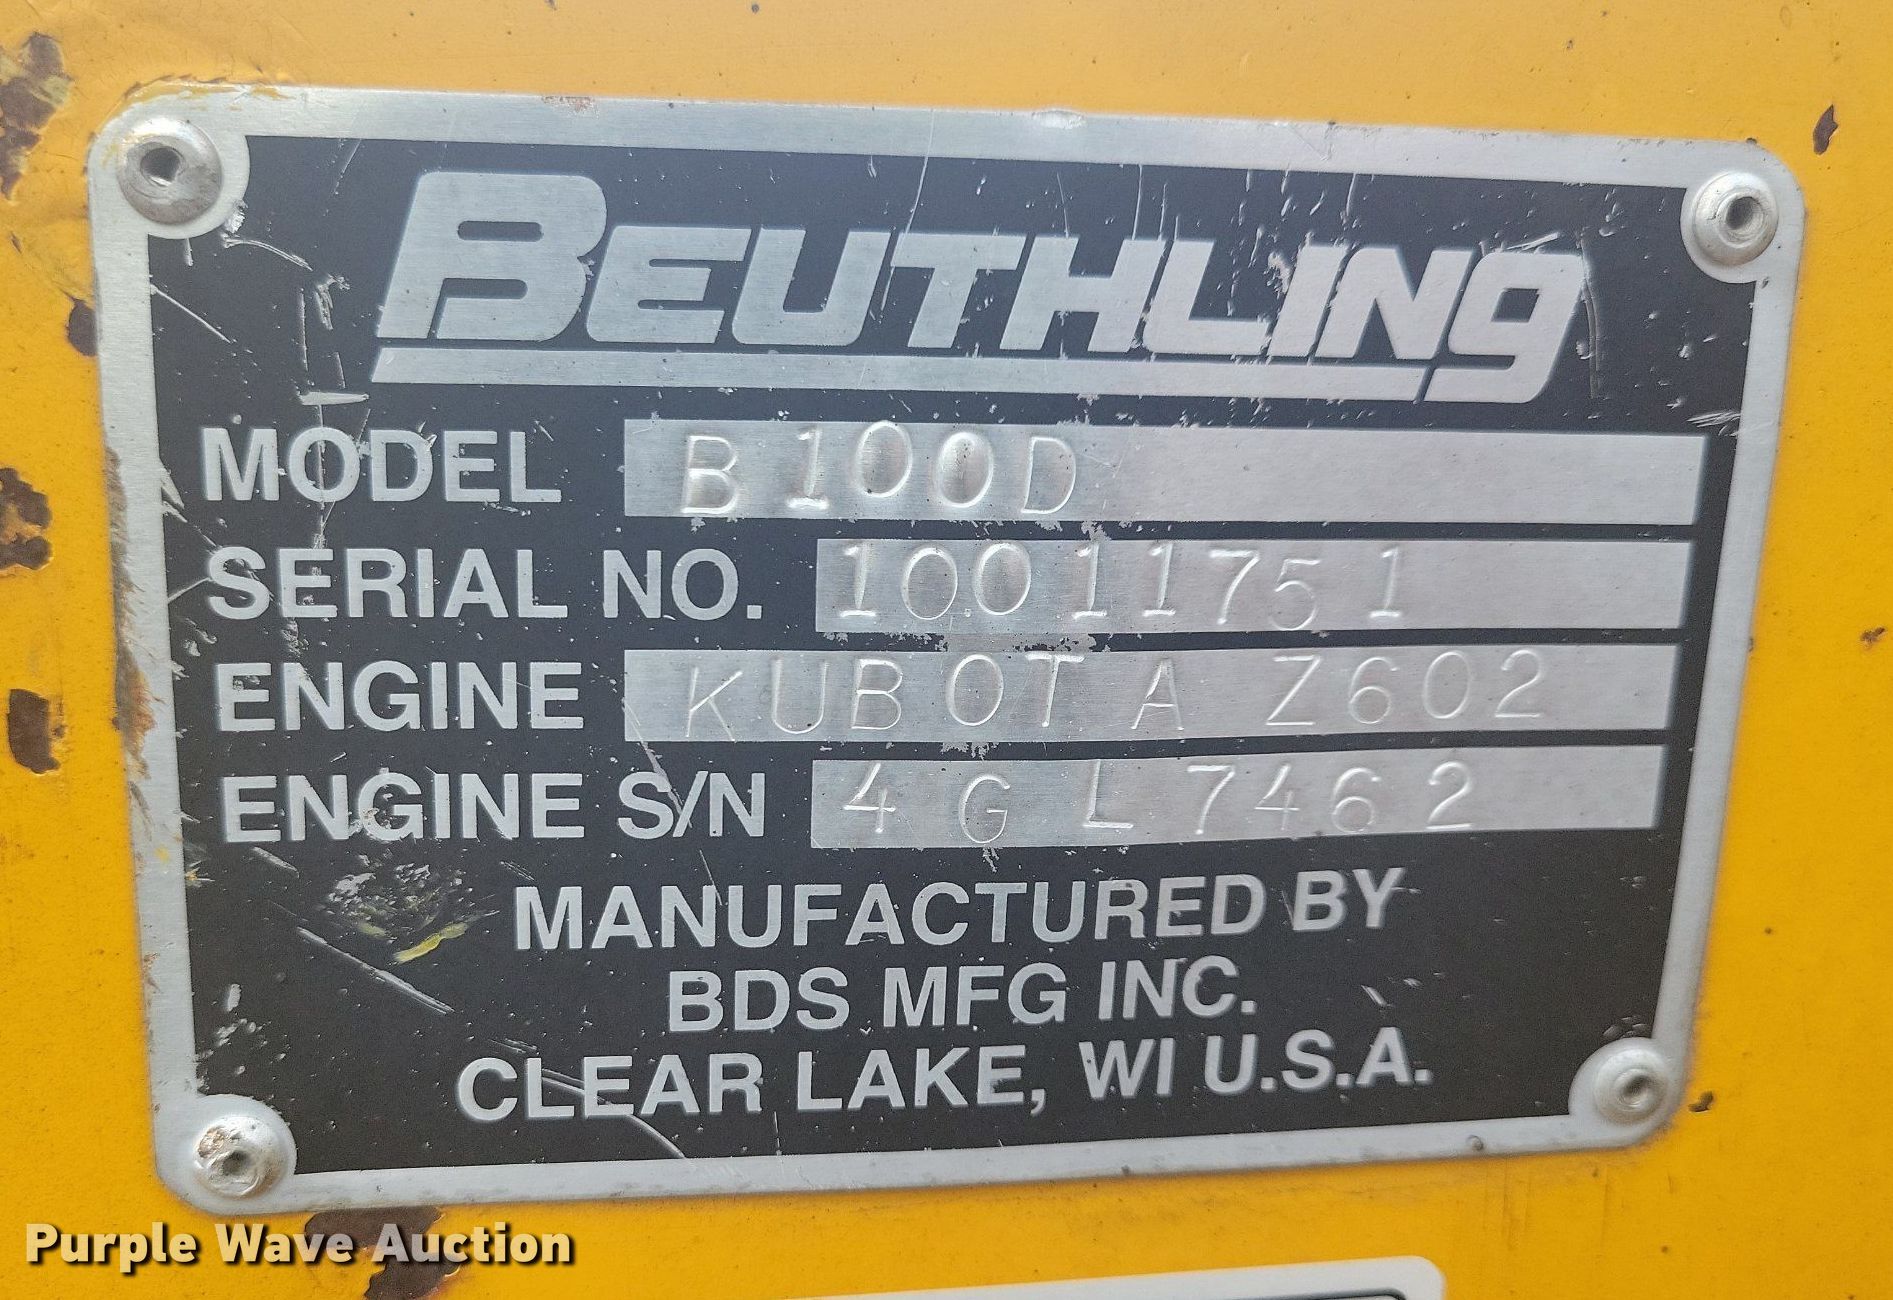 BEUTHLING
MODEL B100D
SERIAL NO. 10011751
ENGINE KUBOTA Z602
ENGINE S/N 4GL7462
MANUFACTURED BY
BDS MFG INC.
CLEAR LAKE, WI U.S.A.
Purple Wave Auction